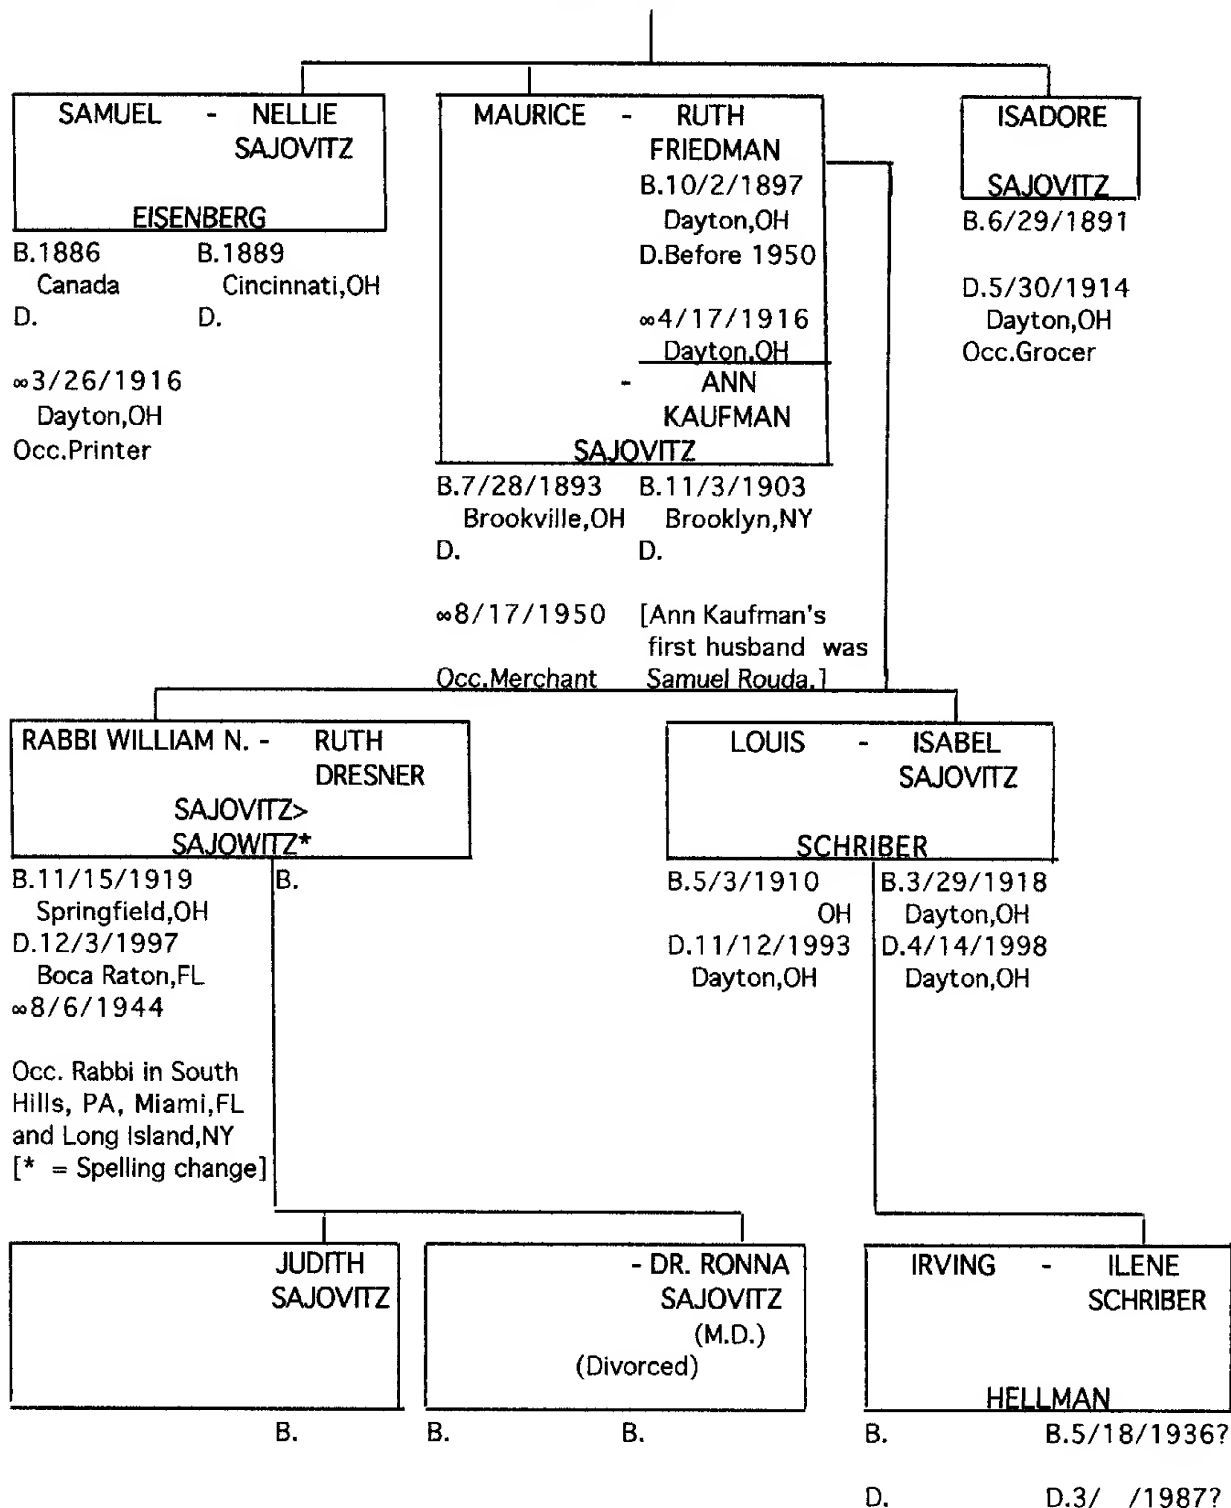 SAMUEL - NELLIE
SAJOVITZ
EISENBERG
B.1886 B.1889
Canada Cincinnati,OH
D. D.
∞3/26/1916
Dayton,OH
Occ.Printer
MAURICE - RUTH
FRIEDMAN
B.10/2/1897
Dayton,OH
D.Before 1950
∞4/17/1916
Dayton,OH
- ANN
KAUFMAN
SAJOVITZ
B.7/28/1893 B.11/3/1903
Brookville,OH Brooklyn,NY
D. D.
∞8/17/1950 [Ann Kaufman's
first husband was
Occ.Merchant Samuel Rouda.]
ISADORE
SAJOVITZ
B.6/29/1891
D.5/30/1914
Dayton,OH
Occ.Grocer
RABBI WILLIAM N. - RUTH
DRESNER
SAJOVITZ>
SAJOWITZ*
B.11/15/1919 B.
Springfield,OH
D.12/3/1997
Boca Raton,FL
∞8/6/1944
Occ. Rabbi in South
Hills, PA, Miami,FL
and Long Island,NY
[* = Spelling change]
LOUIS - ISABEL
SAJOVITZ
SCHRIBER
B.5/3/1910 B.3/29/1918
OH Dayton,OH
D.11/12/1993 D.4/14/1998
Dayton,OH Dayton,OH
JUDITH
SAJOVITZ
B.
- DR. RONNA
SAJOVITZ
(M.D.)
(Divorced)
B. B.
IRVING - ILENE
SCHRIBER
HELLMAN
B. B.5/18/1936?
D. D.3/ /1987?